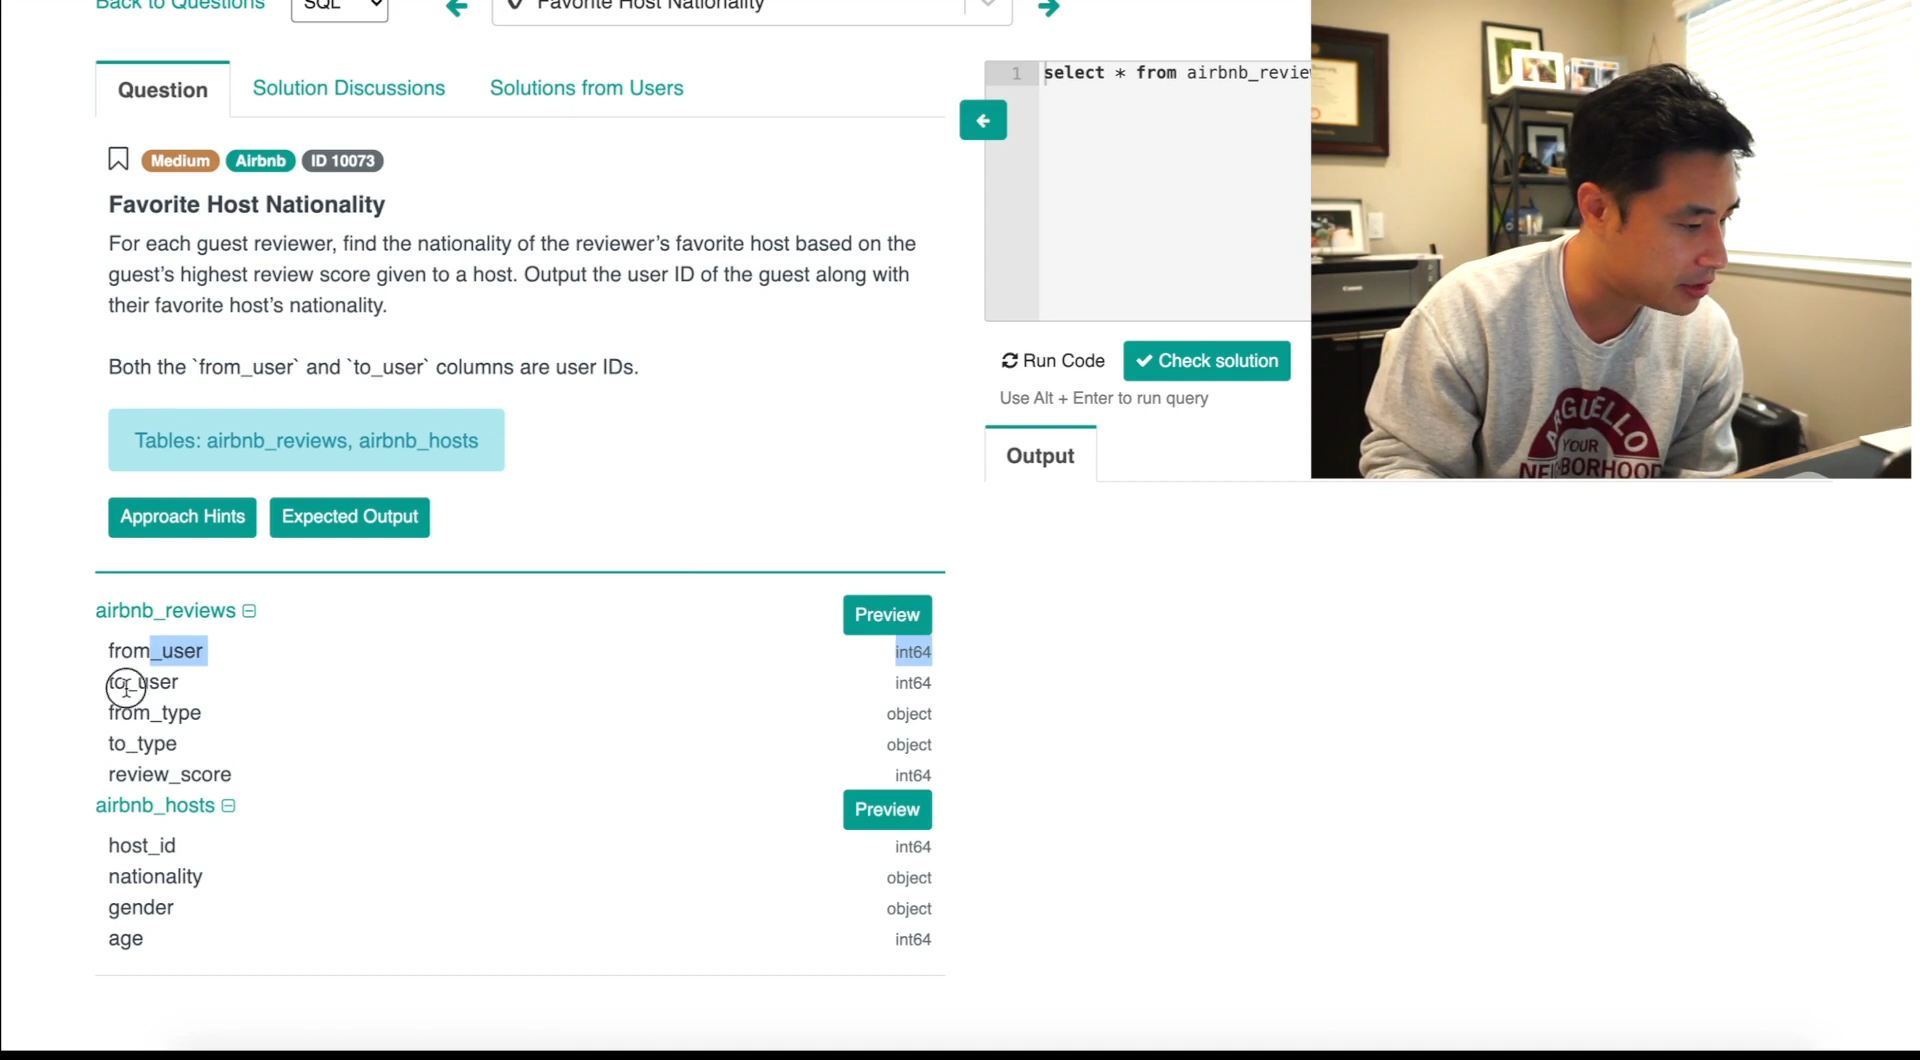 Back to Questions
SQL
Favorite Host Nationality
Question
Solution Discussions
Solutions from Users
Medium
Airbnb
ID 10073
Favorite Host Nationality
For each guest reviewer, find the nationality of the reviewer’s favorite host based on the
guest’s highest review score given to a host. Output the user ID of the guest along with
their favorite host’s nationality.
Both the `from_user` and `to_user` columns are user IDs.
Tables: airbnb_reviews, airbnb_hosts
Approach Hints
Expected Output
airbnb_reviews
Preview
from_user int64
to_user int64
from_type object
to_type object
review_score int64
airbnb_hosts
Preview
host_id int64
nationality object
gender object
age int64
1 select * from airbnb_review
Run Code
Check solution
Use Alt + Enter to run query
Output
Canon
ARGUELLO
YOUR
NEIGHBORHOOD